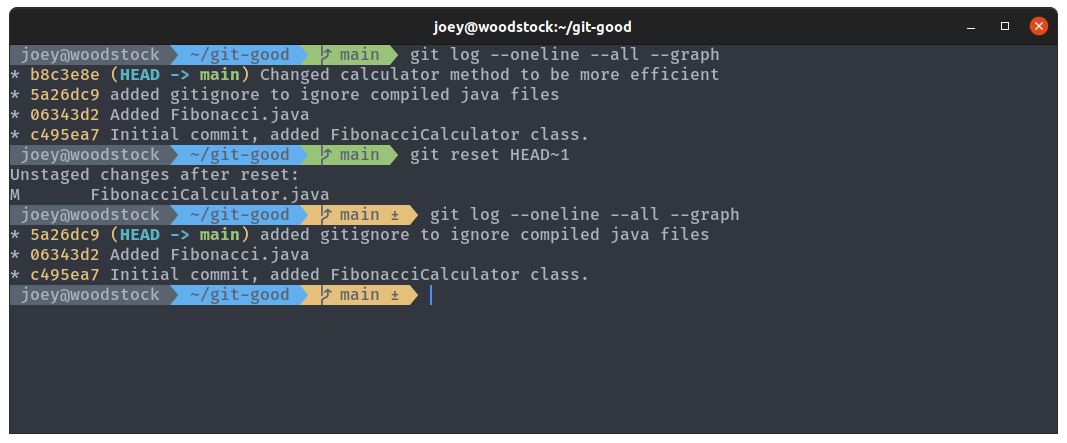 joey@woodstock:~/git-good
joey@woodstock ~/git-good main git log --oneline --all --graph
* b8c3e8e (HEAD -> main) Changed calculator method to be more efficient
* 5a26dc9 added gitignore to ignore compiled java files
* 06343d2 Added Fibonacci.java
* c495ea7 Initial commit, added FibonacciCalculator class.
joey@woodstock ~/git-good main git reset HEAD~1
Unstaged changes after reset:
M       FibonacciCalculator.java
joey@woodstock ~/git-good main ± git log --oneline --all --graph
* 5a26dc9 (HEAD -> main) added gitignore to ignore compiled java files
* 06343d2 Added Fibonacci.java
* c495ea7 Initial commit, added FibonacciCalculator class.
joey@woodstock ~/git-good main ±